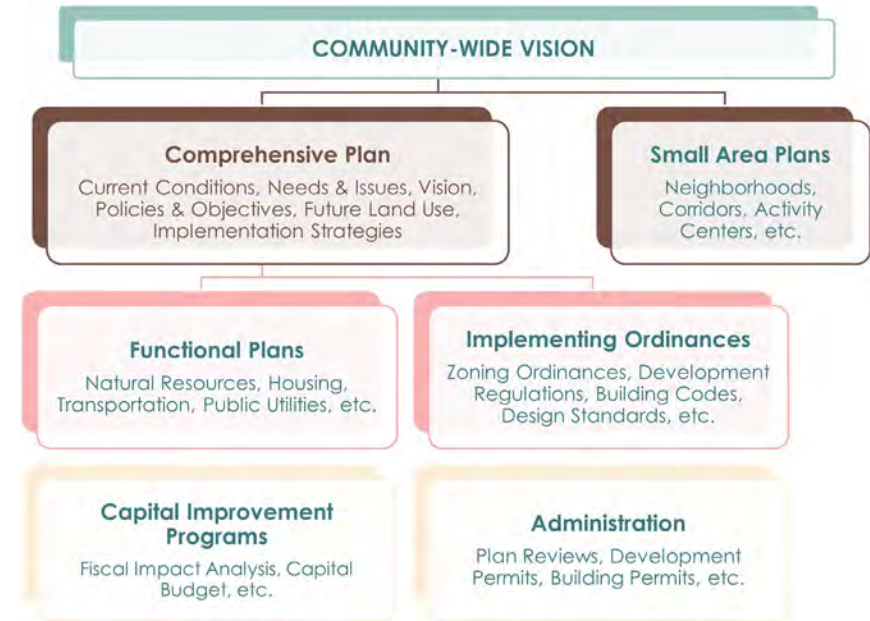 COMMUNITY-WIDE VISION
Comprehensive Plan
Current Conditions, Needs & Issues, Vision,
Policies & Objectives, Future Land Use,
Implementation Strategies
Small Area Plans
Neighborhoods,
Corridors, Activity
Centers, etc.
Functional Plans
Natural Resources, Housing,
Transportation, Public Utilities, etc.
Implementing Ordinances
Zoning Ordinances, Development
Regulations, Building Codes,
Design Standards, etc.
Capital Improvement
Programs
Fiscal Impact Analysis, Capital
Budget, etc.
Administration
Plan Reviews, Development
Permits, Building Permits, etc.